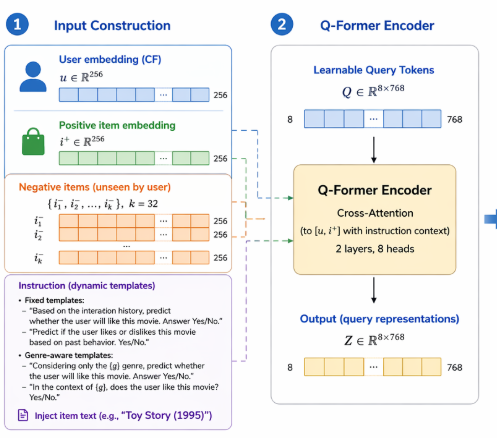 1 Input Construction
User embedding (CF)
u ∈ ℝ²⁵⁶
... 256
Positive item embedding
i⁺ ∈ ℝ²⁵⁶
... 256
Negative items (unseen by user)
{ i₁⁻, i₂⁻, ..., iₖ⁻ }, k = 32
i₁⁻ ... 256
i₂⁻ ... 256
...
iₖ⁻ ... 256
Instruction (dynamic templates)
• Fixed templates:
– "Based on the interation history, predict
whether the user will like this movie. Answer Yes/No."
– "Predict if the user likes or dislikes this movie
based on past behavior. Yes/No."
• Genre-aware templates:
– "Considering only the {g} genre, predict whether
the user will like this movie. Answer Yes/No."
– "In the context of {g}, does the user like this movie?
Yes/No."
Inject item text (e.g., "Toy Story (1995)")
2 Q-Former Encoder
Learnable Query Tokens
Q ∈ ℝ⁸ˣ⁷⁶⁸
8 ... 768
Q-Former Encoder
Cross-Attention
(to [u, i⁺] with instruction context)
2 layers, 8 heads
Output (query representations)
Z ∈ ℝ⁸ˣ⁷⁶⁸
8 ... 768